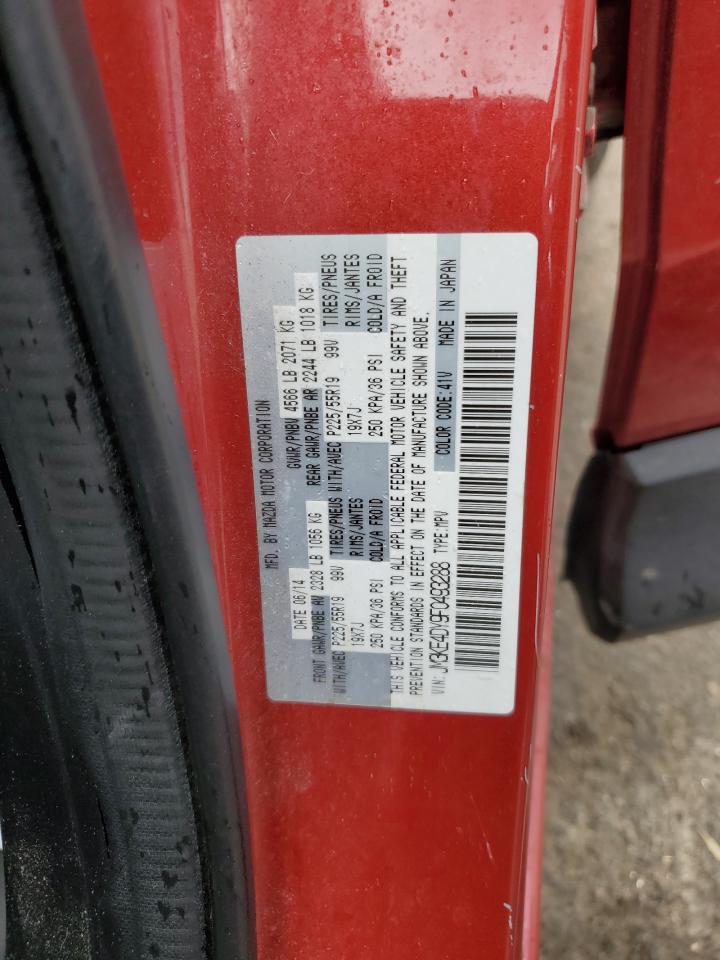 MFD. BY MAZDA MOTOR CORPORATION
DATE 06/14 GVWR/PNBV 4566 LB 2071 KG
FRONT GAWR/PNBE AV 2328 LB 1056 KG REAR GAWR/PNBE AR 2244 LB 1018 KG
WITH/AVEC P225/55R19 99V TIRES/PNEUS WITH/AVEC P225/55R19 99V TIRES/PNEUS
19X7J RIMS/JANTES 19X7J RIMS/JANTES
250 KPA/36 PSI COLD/A FROID 250 KPA/36 PSI COLD/A FROID
THIS VEHICLE CONFORMS TO ALL APPLICABLE FEDERAL MOTOR VEHICLE SAFETY AND THEFT
PREVENTION STANDARDS IN EFFECT ON THE DATE OF MANUFACTURE SHOWN ABOVE.
VIN: JM3KE4DY9F0493288 TYPE: MPV COLOR CODE: 41V MADE IN JAPAN